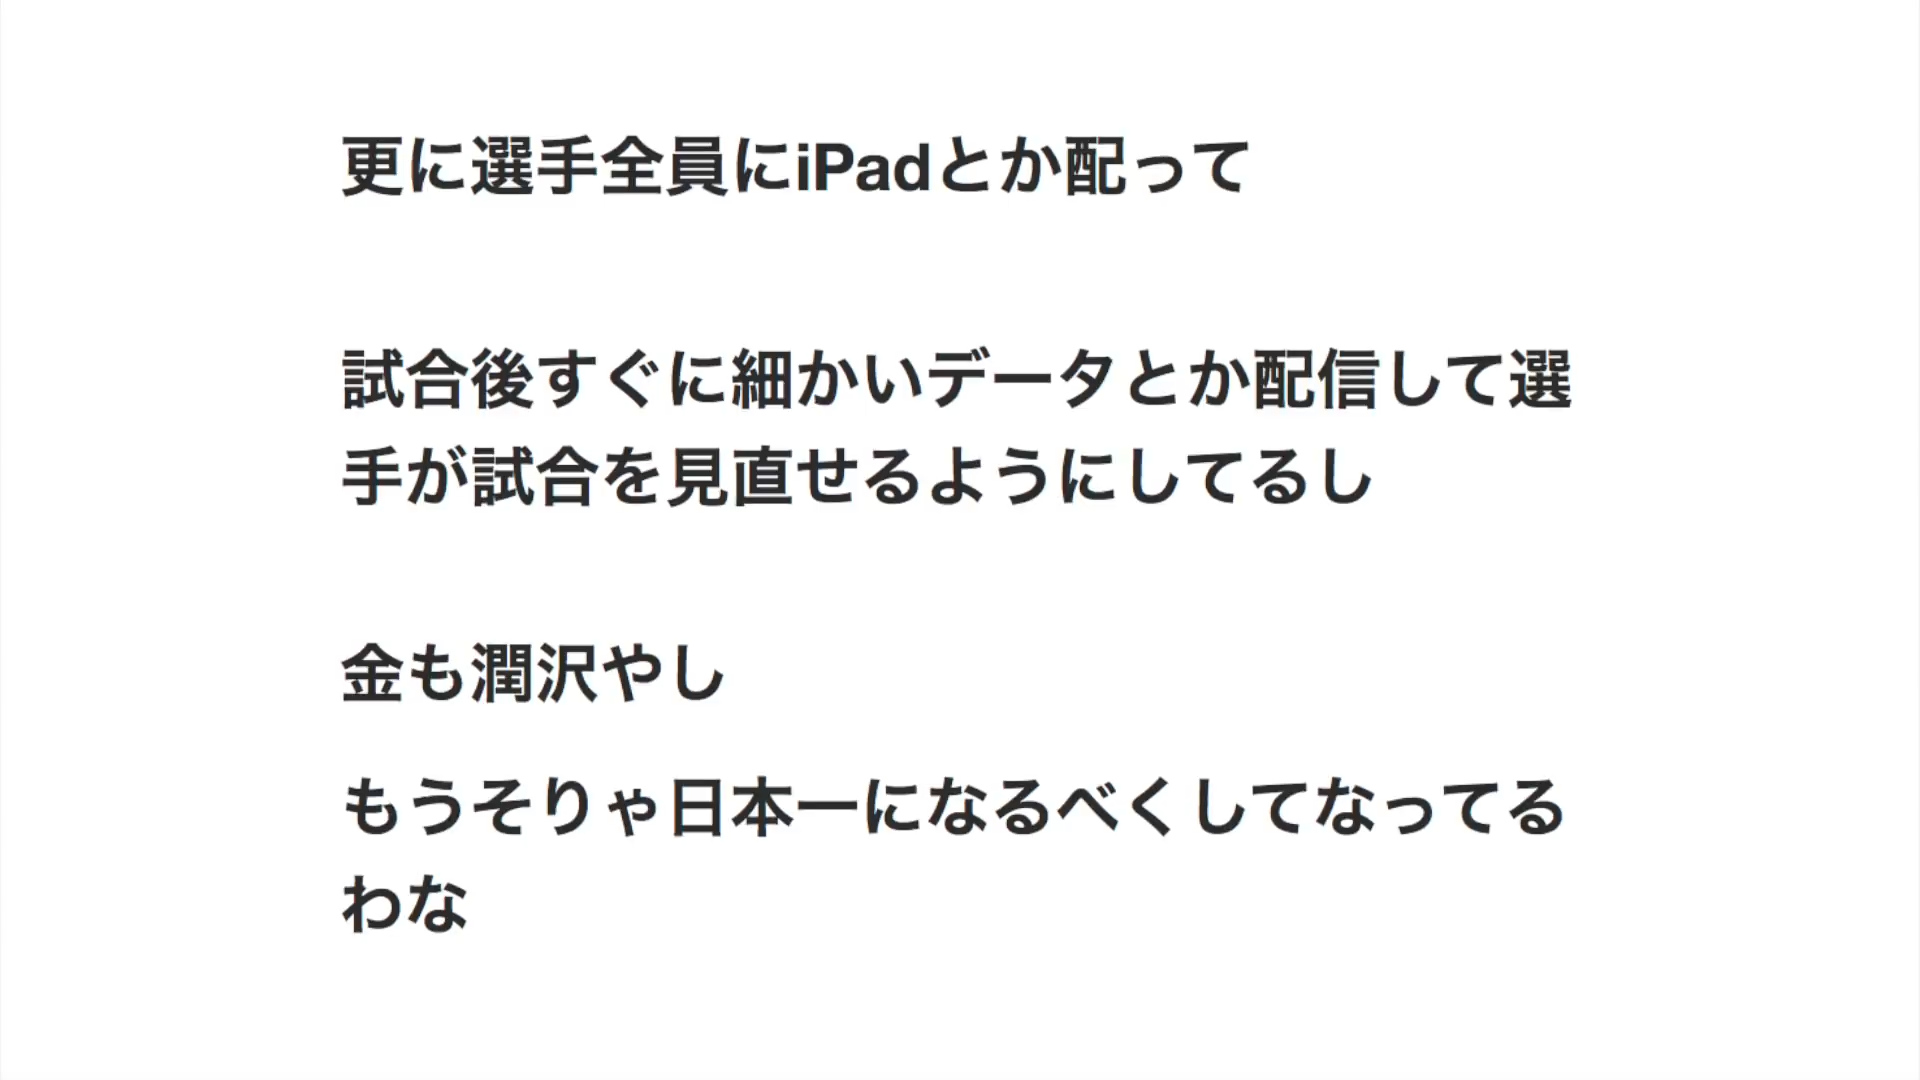 更に選手全員にiPadとか配って
試合後すぐに細かいデータとか配信して選
手が試合を見直せるようにしてるし
金も潤沢やし
もうそりゃ日本一になるべくしてなってる
わな